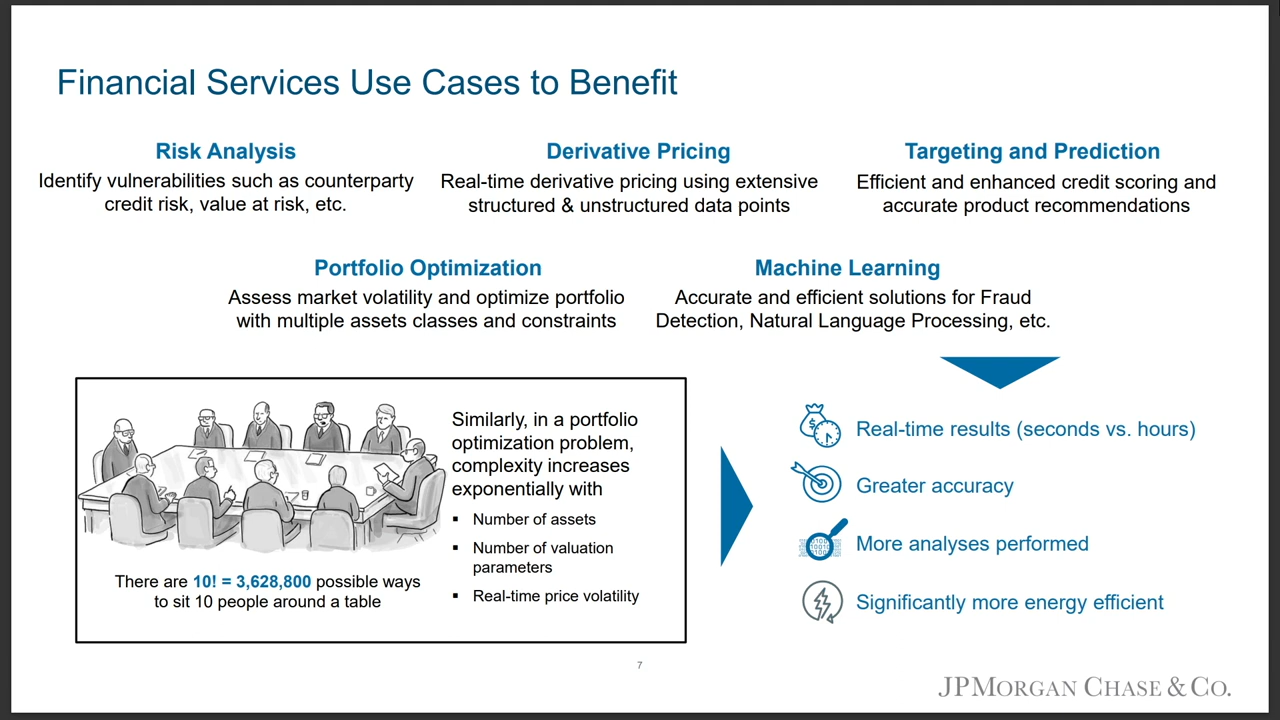 Financial Services Use Cases to Benefit
Risk Analysis
Identify vulnerabilities such as counterparty
credit risk, value at risk, etc.
Derivative Pricing
Real-time derivative pricing using extensive
structured & unstructured data points
Targeting and Prediction
Efficient and enhanced credit scoring and
accurate product recommendations
Portfolio Optimization
Assess market volatility and optimize portfolio
with multiple assets classes and constraints
Machine Learning
Accurate and efficient solutions for Fraud
Detection, Natural Language Processing, etc.
There are 10! = 3,628,800 possible ways
to sit 10 people around a table
Similarly, in a portfolio
optimization problem,
complexity increases
exponentially with
▪ Number of assets
▪ Number of valuation
parameters
▪ Real-time price volatility
$
Real-time results (seconds vs. hours)
Greater accuracy
More analyses performed
Significantly more energy efficient
7
JPMORGAN CHASE & CO.